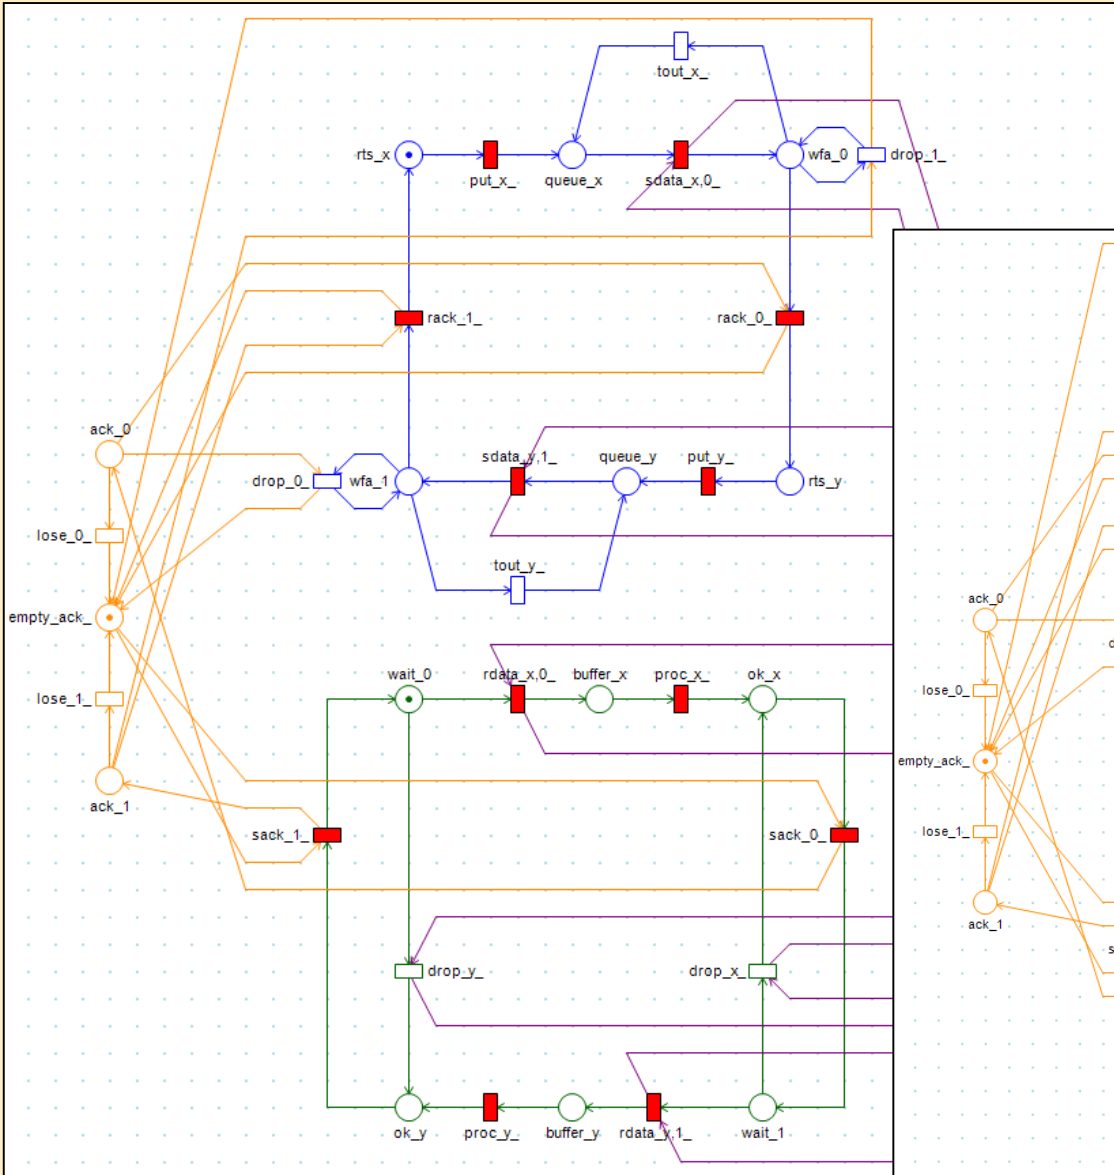 tout_x_
rts_x
wfa_0
drop_1_
put_x_
queue_x
sdata_x,0_
rack_1_
rack_0_
ack_0
sdata_y,1_
queue_y
put_y_
drop_0_
wfa_1
rts_y
lose_0_
tout_y_
ack_0
empty_ack_
wait_0
rdata_x,0_
buffer_x
proc_x_
ok_x
lose_0_
lose_1_
empty_ack_
ack_1
sack_1_
sack_0_
lose_1_
ack_1
drop_y_
drop_x_
ok_y
proc_y_
buffer_y
rdata_y,1_
wait_1